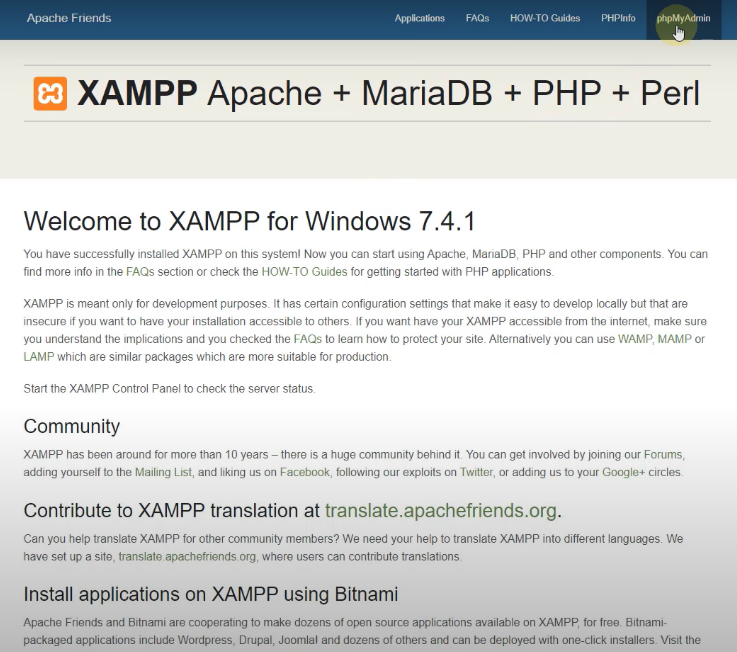 Apache Friends Applications FAQs HOW-TO Guides PHPInfo phpMyAdmin
XAMPP Apache + MariaDB + PHP + Perl
Welcome to XAMPP for Windows 7.4.1
You have successfully installed XAMPP on this system! Now you can start using Apache, MariaDB, PHP and other components. You can
find more info in the FAQs section or check the HOW-TO Guides for getting started with PHP applications.
XAMPP is meant only for development purposes. It has certain configuration settings that make it easy to develop locally but that are
insecure if you want to have your installation accessible to others. If you want have your XAMPP accessible from the internet, make sure
you understand the implications and you checked the FAQs to learn how to protect your site. Alternatively you can use WAMP, MAMP or
LAMP which are similar packages which are more suitable for production.
Start the XAMPP Control Panel to check the server status.
Community
XAMPP has been around for more than 10 years – there is a huge community behind it. You can get involved by joining our Forums,
adding yourself to the Mailing List, and liking us on Facebook, following our exploits on Twitter, or adding us to your Google+ circles.
Contribute to XAMPP translation at translate.apachefriends.org.
Can you help translate XAMPP for other community members? We need your help to translate XAMPP into different languages. We
have set up a site, translate.apachefriends.org, where users can contribute translations.
Install applications on XAMPP using Bitnami
Apache Friends and Bitnami are cooperating to make dozens of open source applications available on XAMPP, for free. Bitnami-
packaged applications include Wordpress, Drupal, Joomla! and dozens of others and can be deployed with one-click installers. Visit the